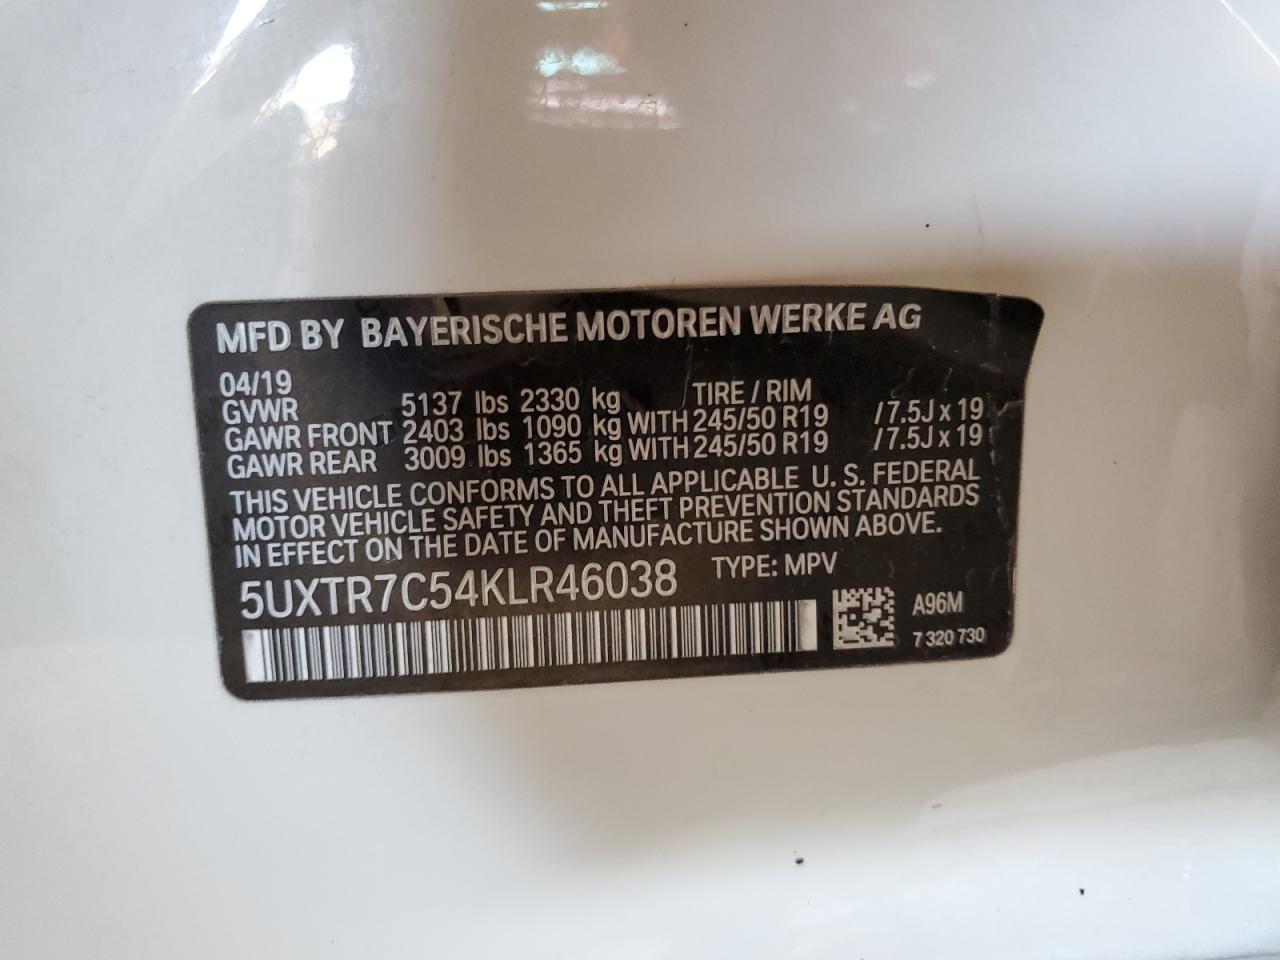 MFD BY BAYERISCHE MOTOREN WERKE AG
04/19 TIRE / RIM
GVWR 5137 lbs 2330 kg
GAWR FRONT 2403 lbs 1090 kg WITH 245/50 R19 /7.5J x 19
GAWR REAR 3009 lbs 1365 kg WITH 245/50 R19 /7.5J x 19
THIS VEHICLE CONFORMS TO ALL APPLICABLE U. S. FEDERAL
MOTOR VEHICLE SAFETY AND THEFT PREVENTION STANDARDS
IN EFFECT ON THE DATE OF MANUFACTURE SHOWN ABOVE.
5UXTR7C54KLR46038 TYPE: MPV
A96M
7 320 730